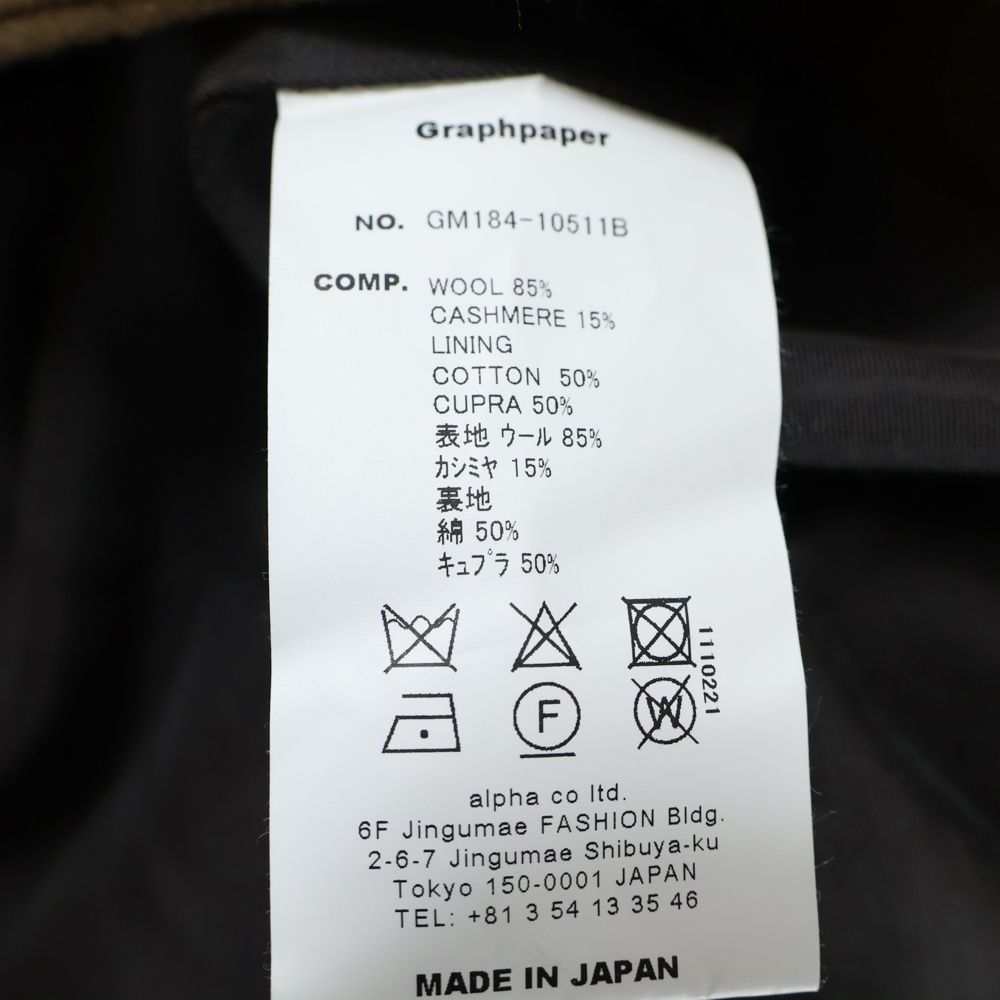 Graphpaper
NO. GM184-10511B
COMP. WOOL 85%
CASHMERE 15%
LINING
COTTON 50%
CUPRA 50%
表地 ウール 85%
カシミヤ 15%
裏地
綿 50%
キュプラ 50%
1110221
F
W
alpha co ltd.
6F Jingumae FASHION Bldg.
2-6-7 Jingumae Shibuya-ku
Tokyo 150-0001 JAPAN
TEL: +81 3 54 13 35 46
MADE IN JAPAN